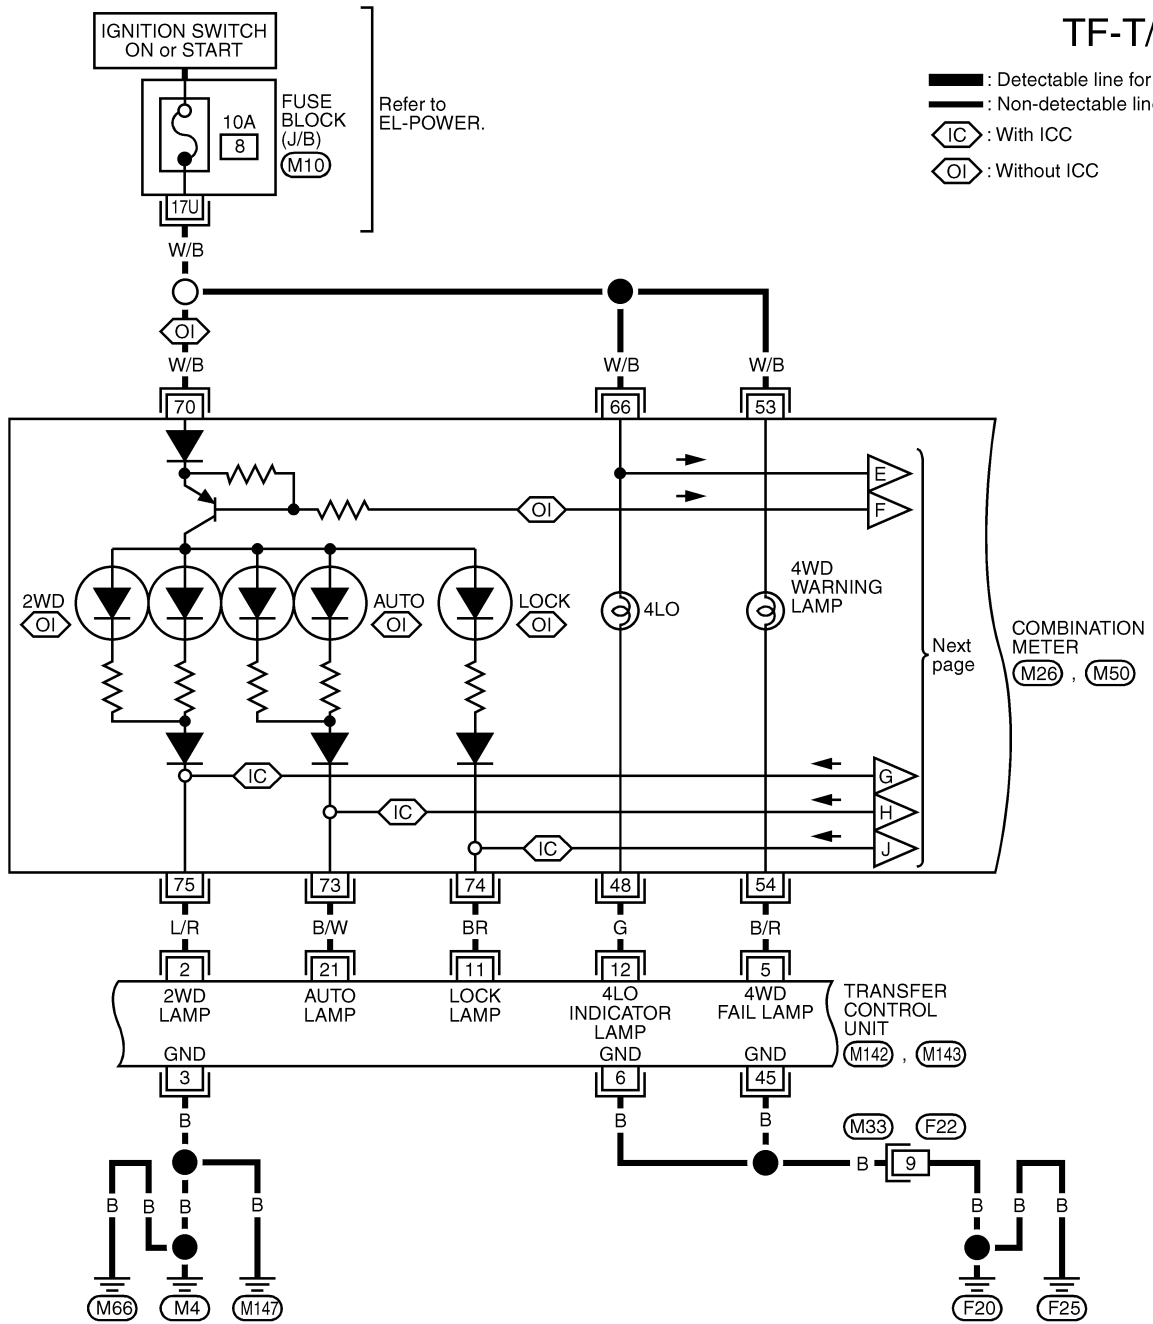 TF-T/
IGNITION SWITCH
ON or START
10A
8
FUSE
BLOCK
(J/B)
M10
Refer to
EL-POWER.
: Detectable line for
: Non-detectable line
IC : With ICC
OI : Without ICC
17U
W/B
OI
W/B
W/B
W/B
70
66
53
E
OI
F
2WD
OI
AUTO
OI
LOCK
OI
4LO
4WD
WARNING
LAMP
Next
page
COMBINATION
METER
M26 , M50
IC
G
IC
H
IC
J
75
73
74
48
54
L/R
B/W
BR
G
B/R
2
21
11
12
5
2WD
LAMP
AUTO
LAMP
LOCK
LAMP
4LO
INDICATOR
LAMP
4WD
FAIL LAMP
TRANSFER
CONTROL
UNIT
M142 , M143
GND
GND
GND
3
6
45
B
B
B
M33
F22
B
9
B
B
B
B
B
B
B
M66
M4
M147
F20
F25